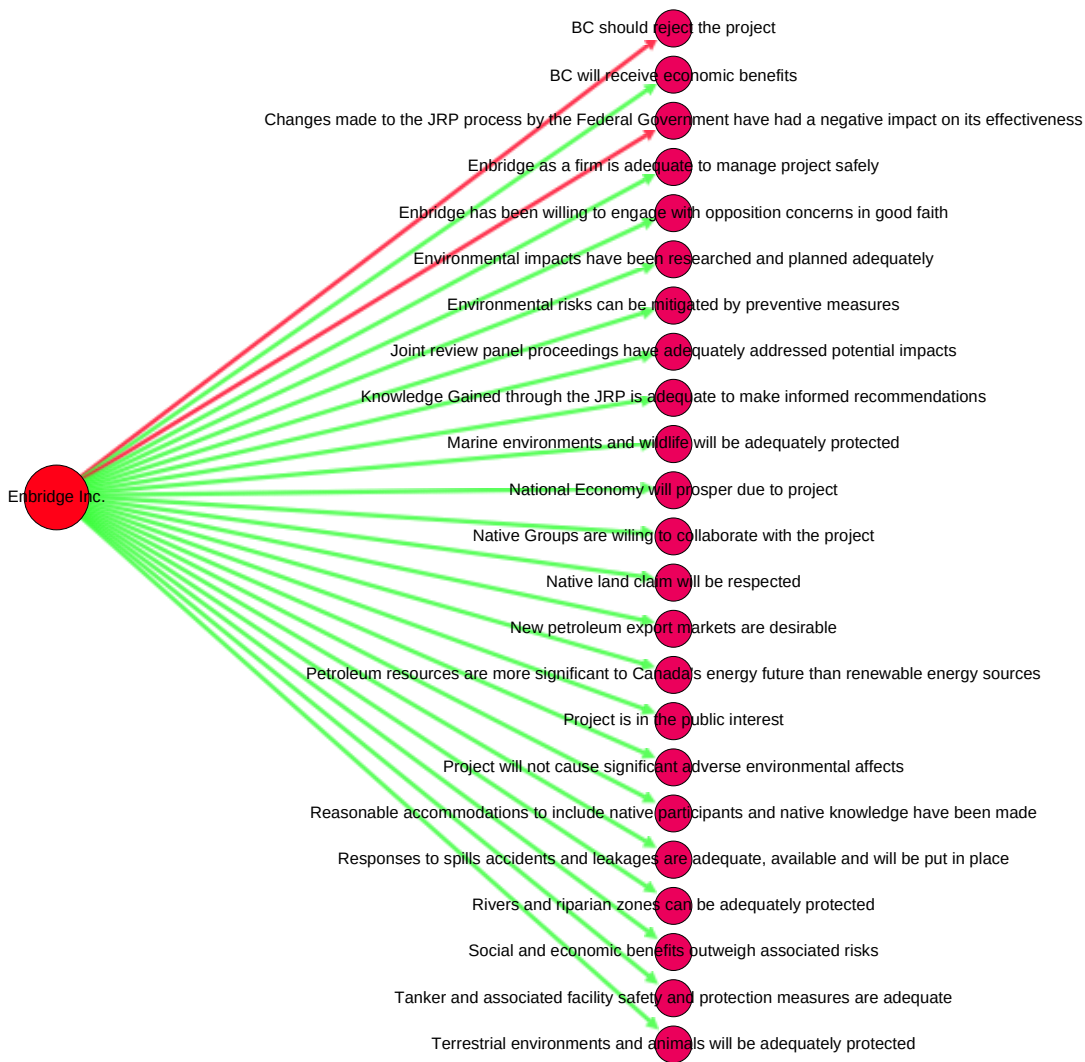 BC should reject the project
BC will receive economic benefits
Changes made to the JRP process by the Federal Government have had a negative impact on its effectiveness
Enbridge as a firm is adequate to manage project safely
Enbridge has been willing to engage with opposition concerns in good faith
Environmental impacts have been researched and planned adequately
Environmental risks can be mitigated by preventive measures
Joint review panel proceedings have adequately addressed potential impacts
Knowledge Gained through the JRP is adequate to make informed recommendations
Marine environments and wildlife will be adequately protected
Enbridge Inc.
National Economy will prosper due to project
Native Groups are wiling to collaborate with the project
Native land claim will be respected
New petroleum export markets are desirable
Petroleum resources are more significant to Canada's energy future than renewable energy sources
Project is in the public interest
Project will not cause significant adverse environmental affects
Reasonable accommodations to include native participants and native knowledge have been made
Responses to spills accidents and leakages are adequate, available and will be put in place
Rivers and riparian zones can be adequately protected
Social and economic benefits outweigh associated risks
Tanker and associated facility safety and protection measures are adequate
Terrestrial environments and animals will be adequately protected